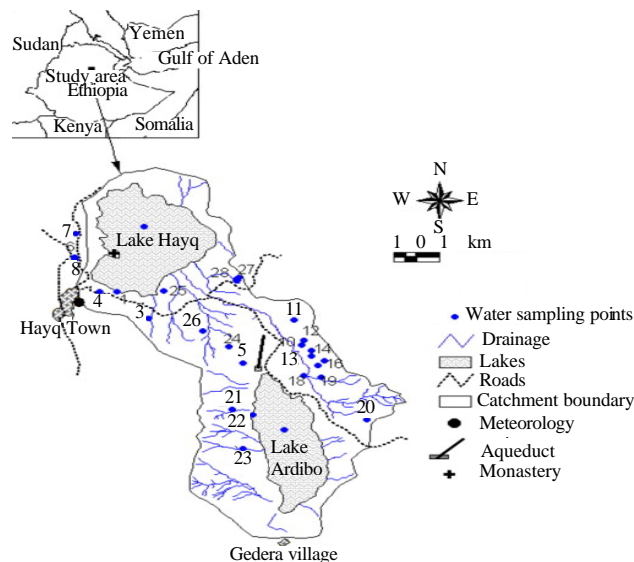 Yemen
Sudan
Gulf of Aden
Study area
Ethiopia
Kenya
Somalia
N
W E
S
1 0 1 km
7
Lake Hayq
8
27
28
4
25
Hayq Town
3
11
26
12
10
24
5
14
13
16
18 19
21
20
22
23
Lake
Ardibo
Gedera village
Water sampling points
Drainage
Lakes
Roads
Catchment boundary
Meteorology
Aqueduct
Monastery